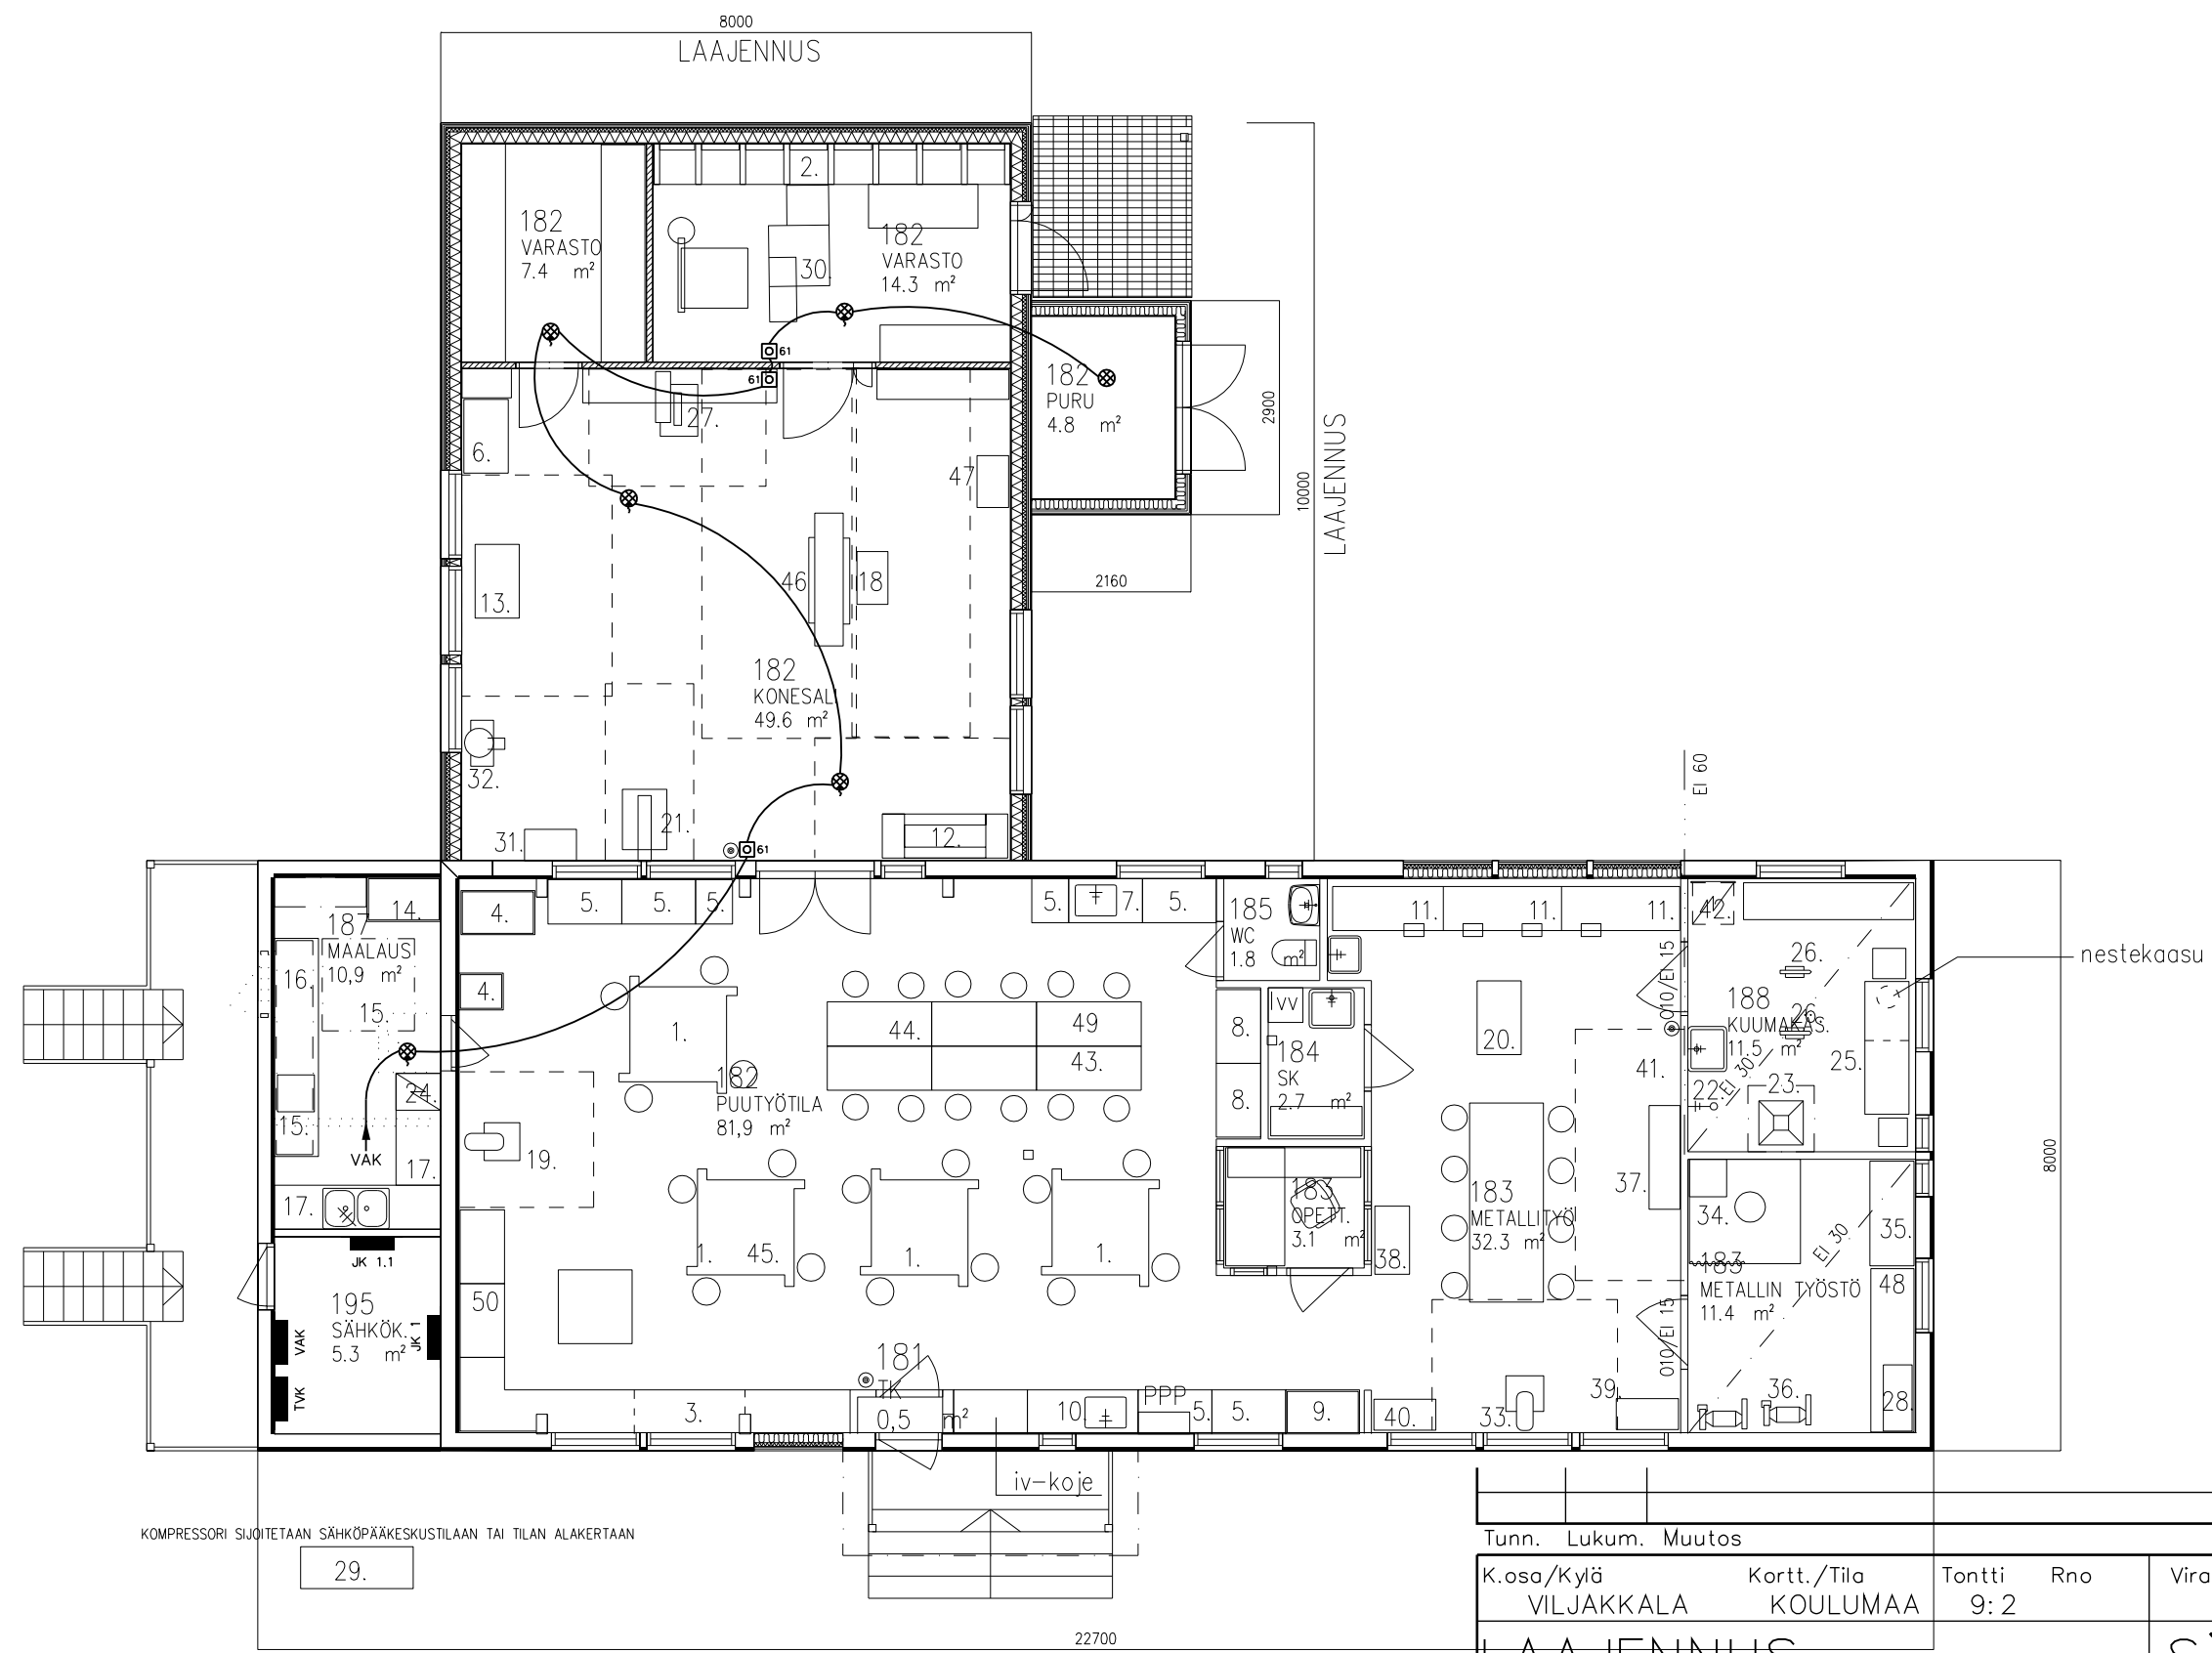 8000
LAAJENNUS
2.
182
VARASTO
7.4 m²
182
VARASTO
14.3 m²
30.
61
61
182
PURU
4.8 m²
2900
10000
LAAJENNUS
27.
6.
47
2160
13.
46
18
182
KONESAL
49.6 m²
32.
EI 60
31.
21.
61
12.
14.
187
MAALAUS
10,9 m²
16.
15.
4.
5.
5.
5.
5.
7.
5.
185
WC
1.8 m²
11.
11.
11.
42.
4.
1.
44.
49
43.
8.
8.
IVV
184
SK
2.7 m²
20.
010/EI 15
26.
188
26.
KUUMAKÄS.
11.5 m²
nestekaasu
25.
41.
22.
EI 30
23.
24.
15.
VAK
17.
17.
182
PUUTYÖTILA
81,9 m²
19.
8000
183
OPETT.
3.1 m²
38.
183
METALLITYÖ
32.3 m²
37.
34.
35.
EI 30
183
METALLIN TYÖSTÖ
11.4 m²
48
1.
45.
1.
1.
JK 1.1
195
SÄHKÖK.
5.3 m²
VAK
TVK
JK 1
50
181
TK
0,5 m²
3.
10.
PPP
5.
5.
9.
40.
33.
39.
010/EI 15
36.
28.
iv-koje
KOMPRESSORI SIJOITETAAN SÄHKÖPÄÄKESKUSTILAAN TAI TILAN ALAKERTAAN
29.
22700
Tunn. Lukum. Muutos
K.osa/Kylä Kortt./Tila Tontti Rno Vira
VILJAKKALA KOULUMAA 9:2
LAAJENNUS